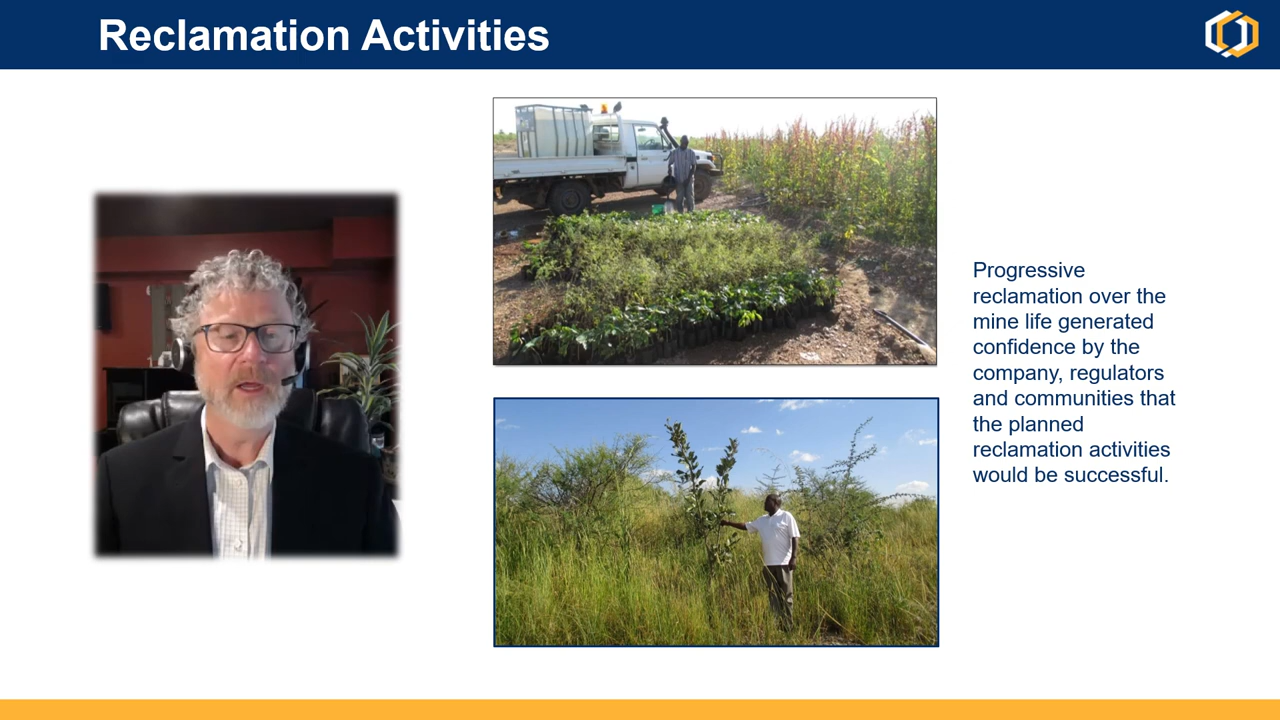 Reclamation Activities
Progressive
reclamation over the
mine life generated
confidence by the
company, regulators
and communities that
the planned
reclamation activities
would be successful.